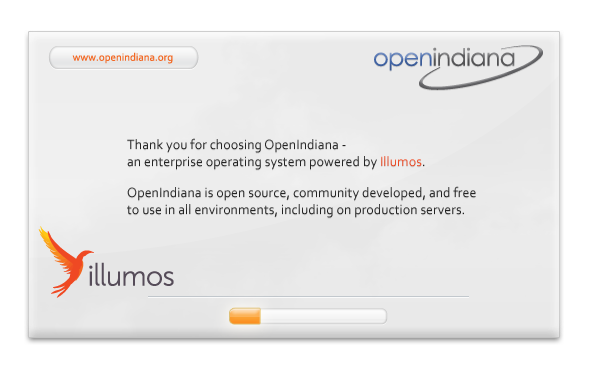 www.openindiana.org
openindiana
Thank you for choosing OpenIndiana -
an enterprise operating system powered by Illumos.
OpenIndiana is open source, community developed, and free
to use in all environments, including on production servers.
illumos